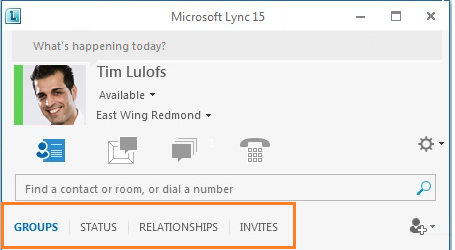 Microsoft Lync 15
What's happening today?
Tim Lulofs
Available
East Wing Redmond
Find a contact or room, or dial a number
GROUPS STATUS RELATIONSHIPS INVITES